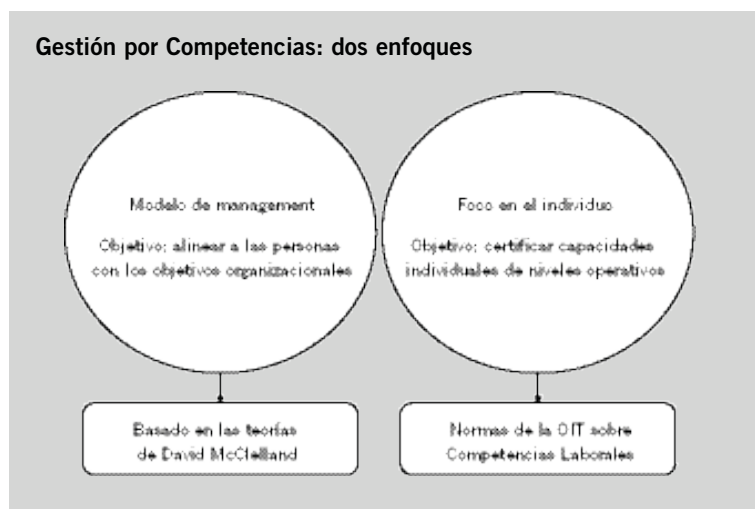 Gestión por Competencias: dos enfoques
Modelo de management
Objetivo: alinear a las personas
con los objetivos organizacionales
Foco en el individuo
Objetivo: certificar capacidades
individuales de niveles operativos
Basado en las teorías
de David McClelland
Normas de la OIT sobre
Competencias Laborales